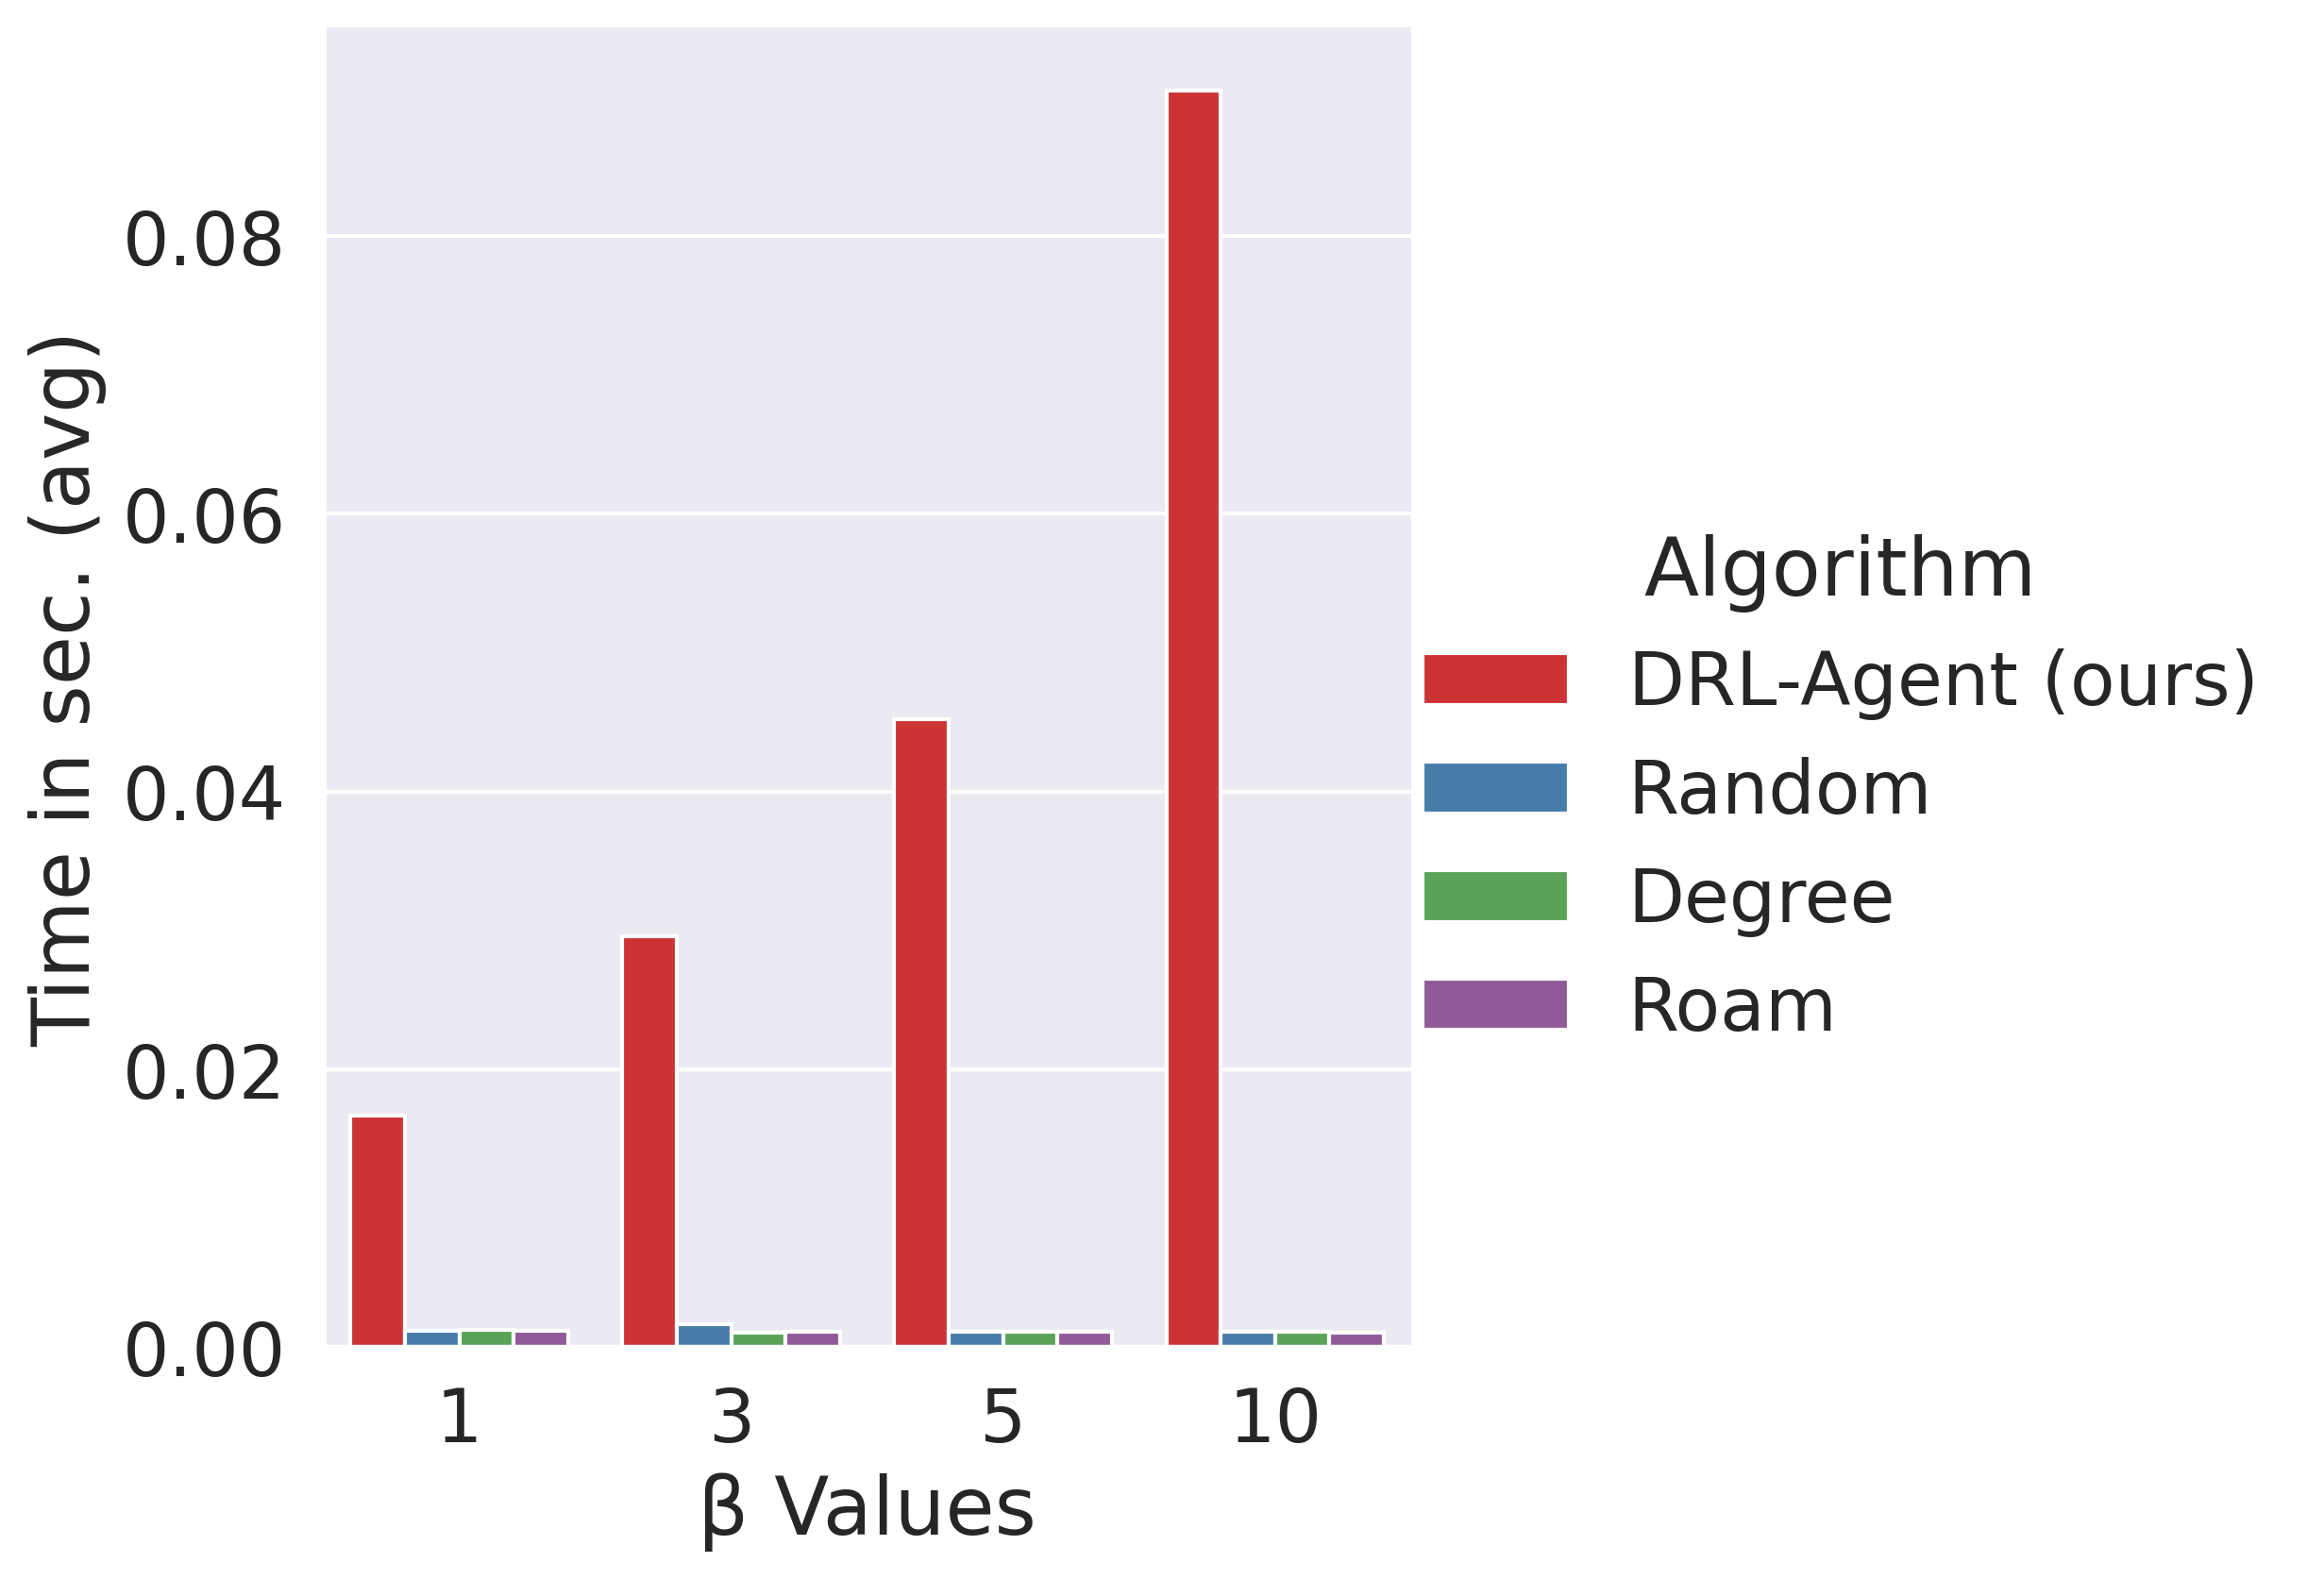 Time in sec. (avg)
0.08
0.06
0.04
0.02
0.00
1 3 5 10
β Values
Algorithm
DRL-Agent (ours)
Random
Degree
Roam